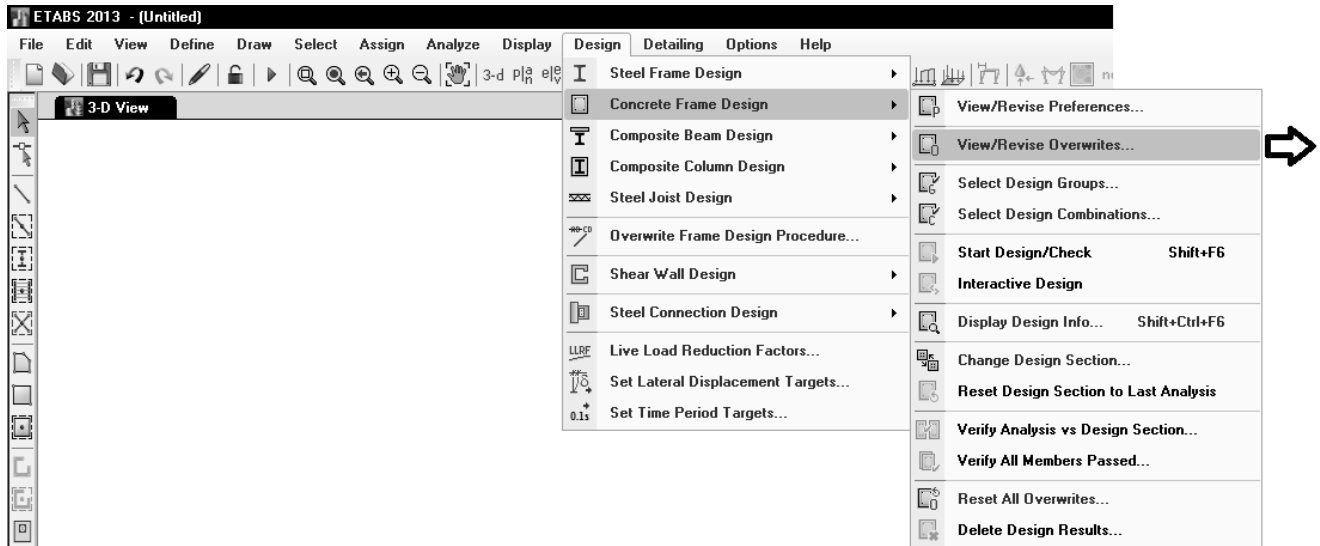 ETABS 2013 - (Untitled)
File Edit View Define Draw Select Assign Analyze Display Design Detailing Options Help
3-d
3-D View
Steel Frame Design
Concrete Frame Design
Composite Beam Design
Composite Column Design
Steel Joist Design
Overwrite Frame Design Procedure...
Shear Wall Design
Steel Connection Design
LLRF Live Load Reduction Factors...
Set Lateral Displacement Targets...
0.1s Set Time Period Targets...
View/Revise Preferences...
View/Revise Overwrites...
Select Design Groups...
Select Design Combinations...
Start Design/Check Shift+F6
Interactive Design
Display Design Info... Shift+Ctrl+F6
Change Design Section...
Reset Design Section to Last Analysis
Verify Analysis vs Design Section...
Verify All Members Passed...
Reset All Overwrites...
Delete Design Results...